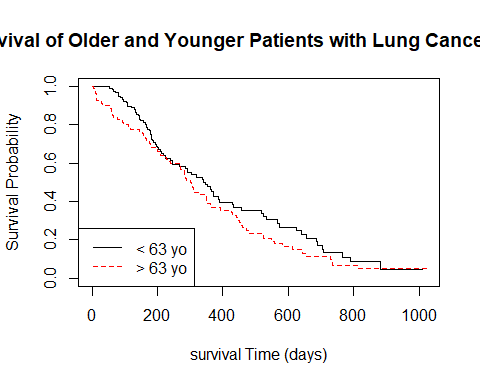 vival of Older and Younger Patients with Lung Cance
Survival Probability
1.0
0.8
0.6
0.4
0.2
0.0
< 63 yo
> 63 yo
0 200 400 600 800 1000
survival Time (days)